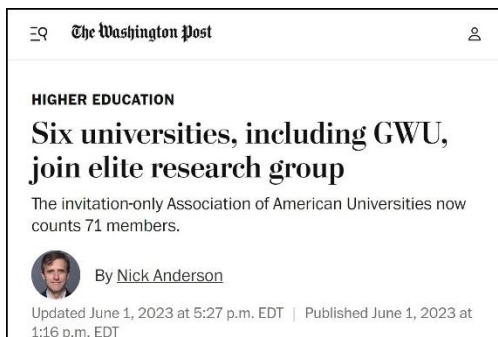 The Washington Post
HIGHER EDUCATION
Six universities, including GWU,
join elite research group
The invitation-only Association of American Universities now
counts 71 members.
By Nick Anderson
Updated June 1, 2023 at 5:27 p.m. EDT | Published June 1, 2023 at
1:16 p.m. EDT